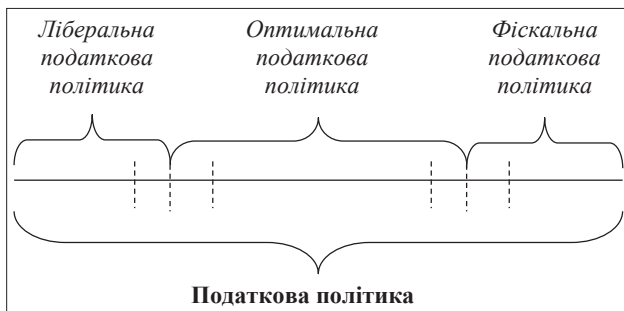 Ліберальна
податкова
політика
Оптимальна
податкова
політика
Фіскальна
податкова
політика
Податкова політика